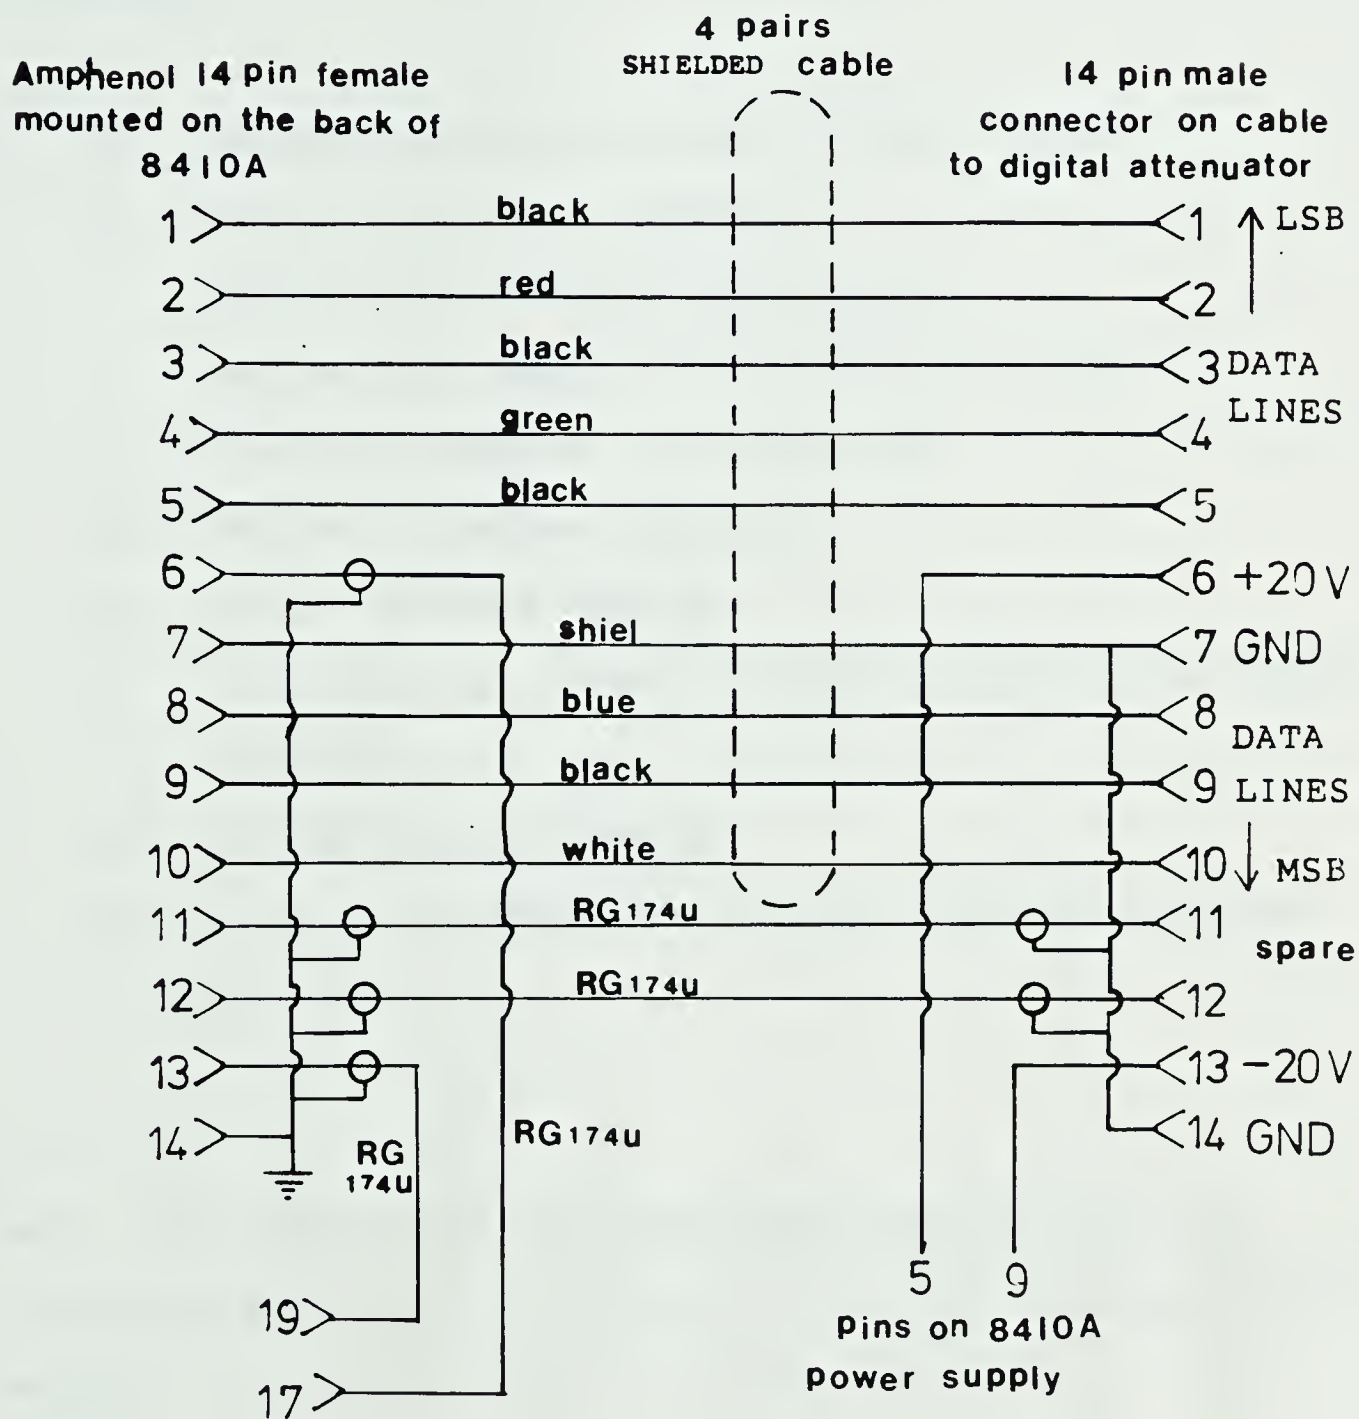 4 pairs
SHIELDED cable
Amphenol 14 pin female
mounted on the back of
8410A
14 pin male
connector on cable
to digital attenuator
1 black 1 LSB
2 red 2
3 black 3 DATA
4 green 4 LINES
5 black 5
6 6 +20V
7 shiel 7 GND
8 blue 8
DATA
9 black 9 LINES
10 white 10 MSB
11 RG174U 11
spare
12 RG174U 12
13 13 -20V
14 RG174U 14 GND
RG
174U
5 9
19
pins on 8410A
power supply
17